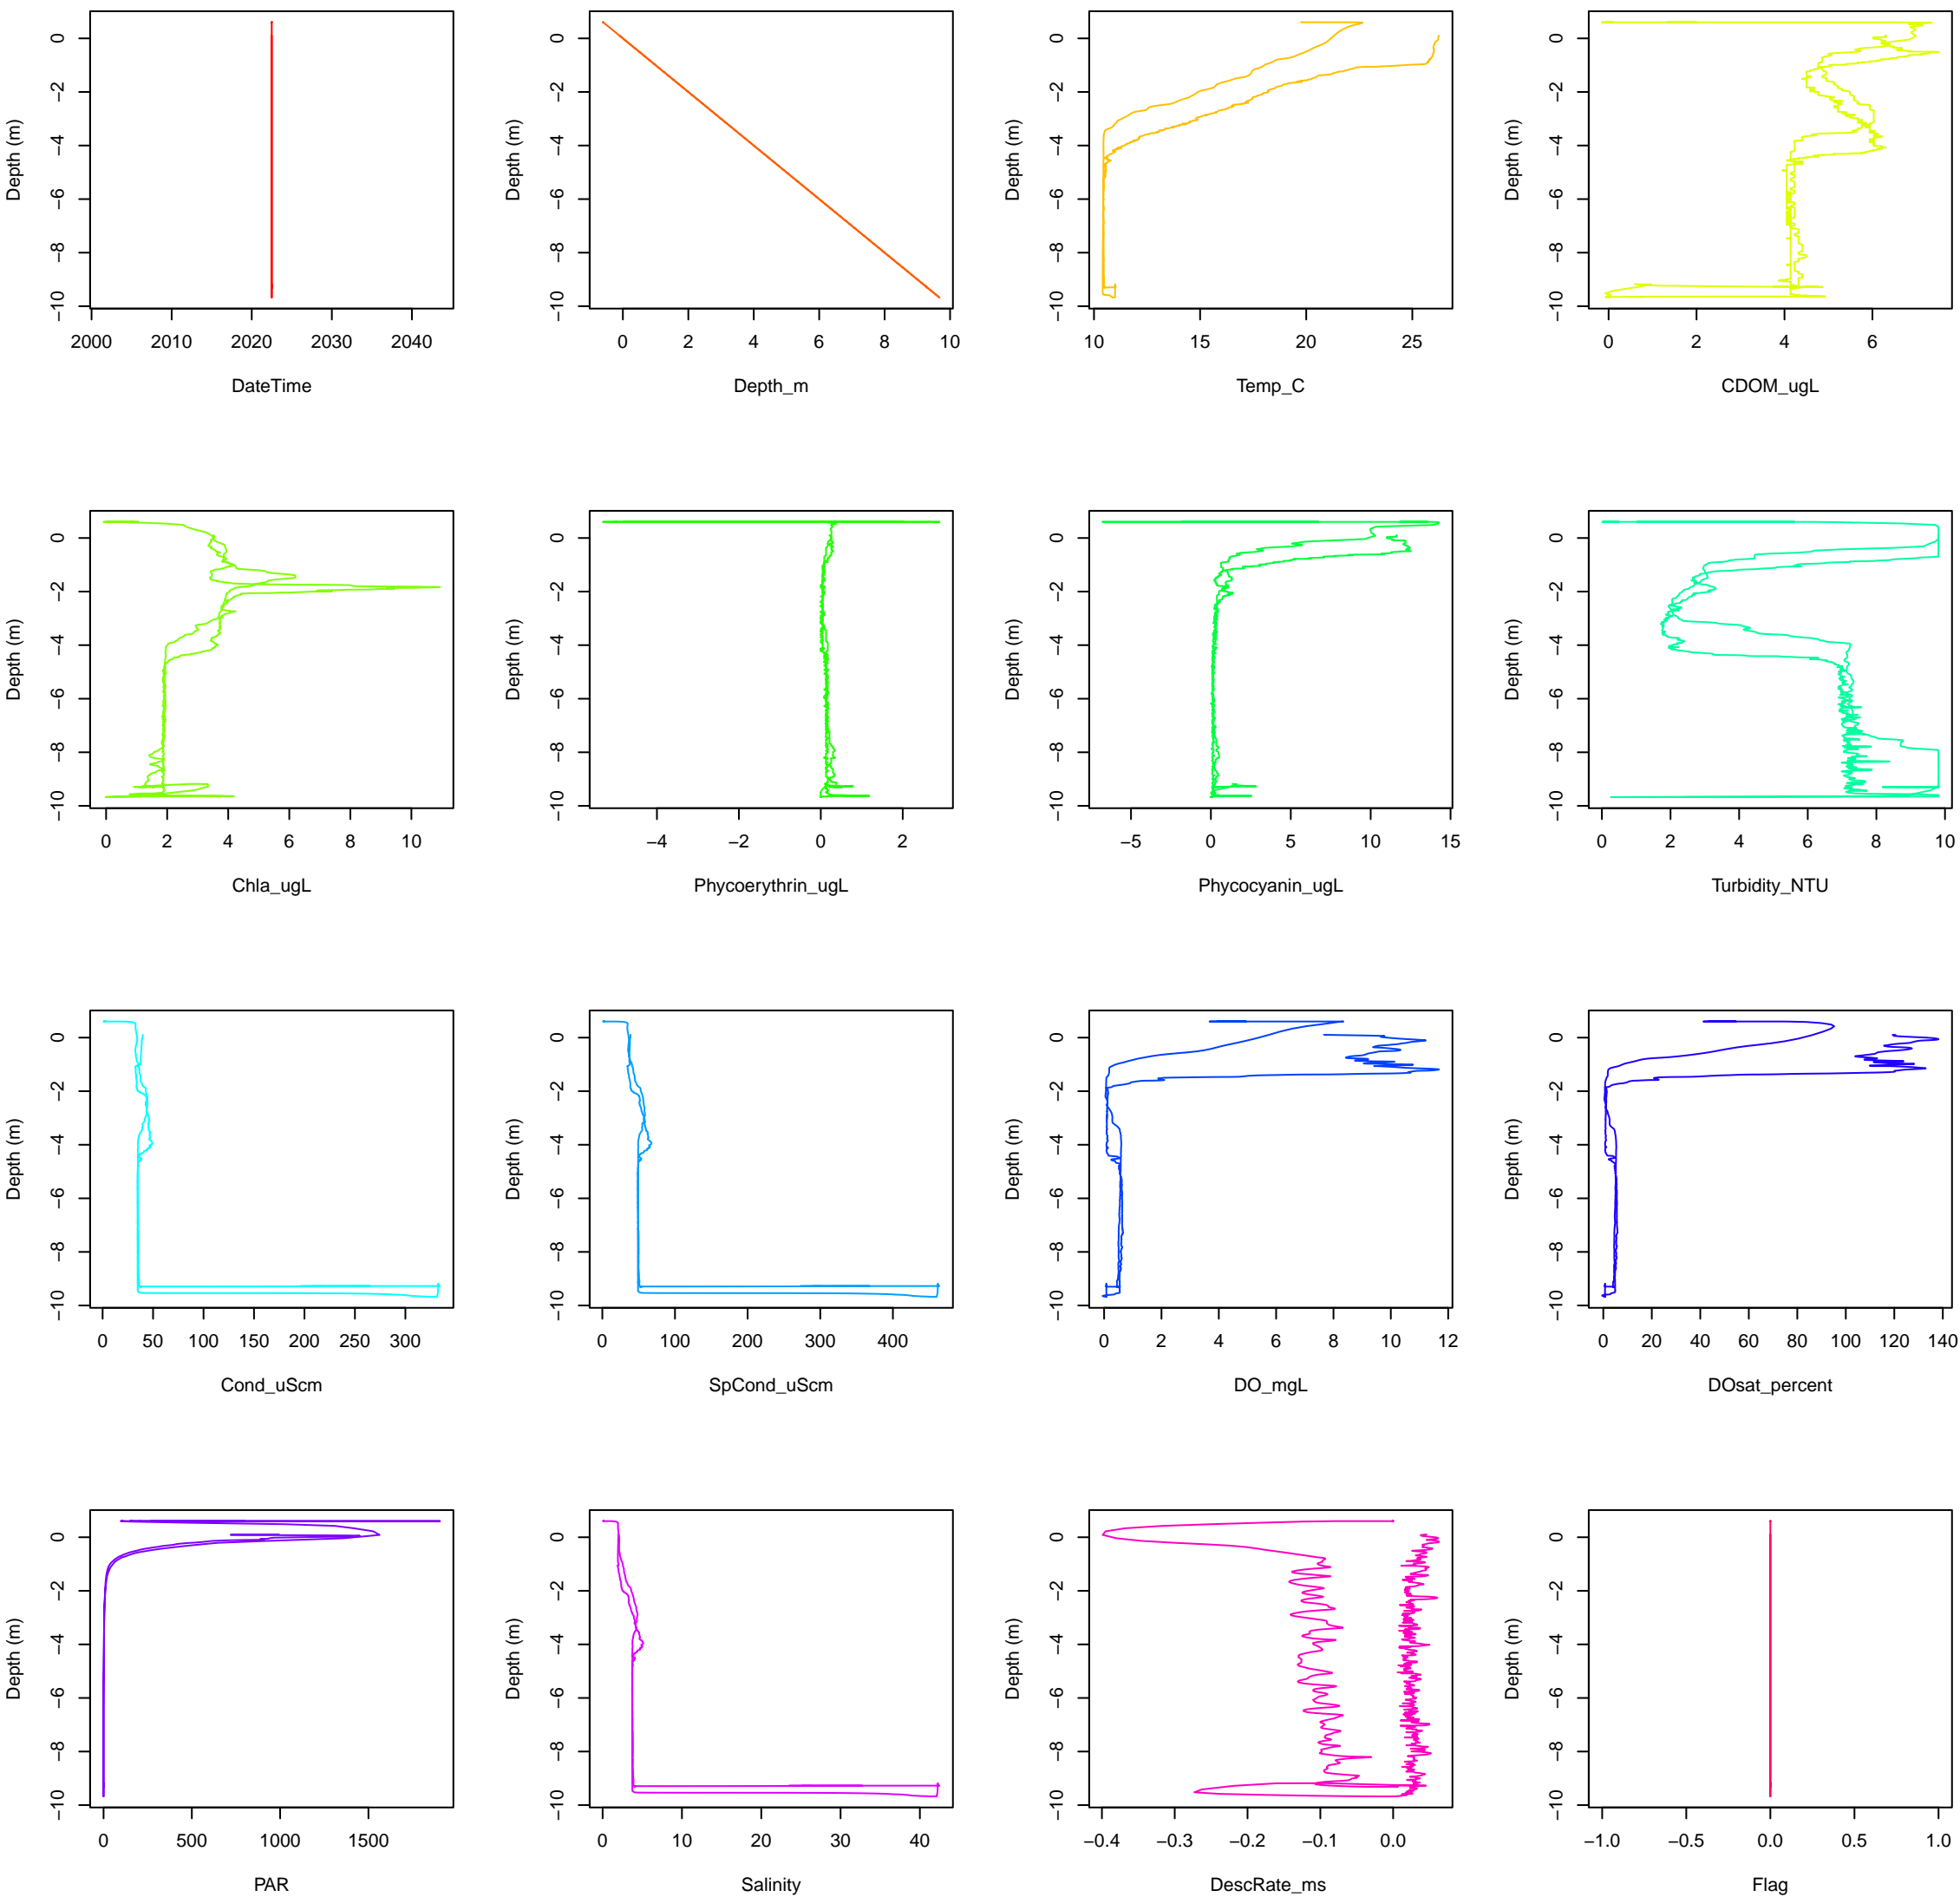 Depth (m)
0
−2
−4
−6
−8
−10
2000 2010 2020 2030 2040
DateTime
Depth (m)
0
−2
−4
−6
−8
−10
0 2 4 6 8 10
Depth_m
Depth (m)
0
−2
−4
−6
−8
−10
10 15 20 25
Temp_C
Depth (m)
0
−2
−4
−6
−8
−10
0 2 4 6
CDOM_ugL
Depth (m)
0
−2
−4
−6
−8
−10
0 2 4 6 8 10
Chla_ugL
Depth (m)
0
−2
−4
−6
−8
−10
−4 −2 0 2
Phycoerythrin_ugL
Depth (m)
0
−2
−4
−6
−8
−10
−5 0 5 10 15
Phycocyanin_ugL
Depth (m)
0
−2
−4
−6
−8
−10
0 2 4 6 8 10
Turbidity_NTU
Depth (m)
0
−2
−4
−6
−8
−10
0 50 100 150 200 250 300
Cond_uScm
Depth (m)
0
−2
−4
−6
−8
−10
0 100 200 300 400
SpCond_uScm
Depth (m)
0
−2
−4
−6
−8
−10
0 2 4 6 8 10 12
DO_mgL
Depth (m)
0
−2
−4
−6
−8
−10
0 20 40 60 80 100 120 140
DOsat_percent
Depth (m)
0
−2
−4
−6
−8
−10
0 500 1000 1500
PAR
Depth (m)
0
−2
−4
−6
−8
−10
0 10 20 30 40
Salinity
Depth (m)
0
−2
−4
−6
−8
−10
−0.4 −0.3 −0.2 −0.1 0.0
DescRate_ms
Depth (m)
0
−2
−4
−6
−8
−10
−1.0 −0.5 0.0 0.5 1.0
Flag